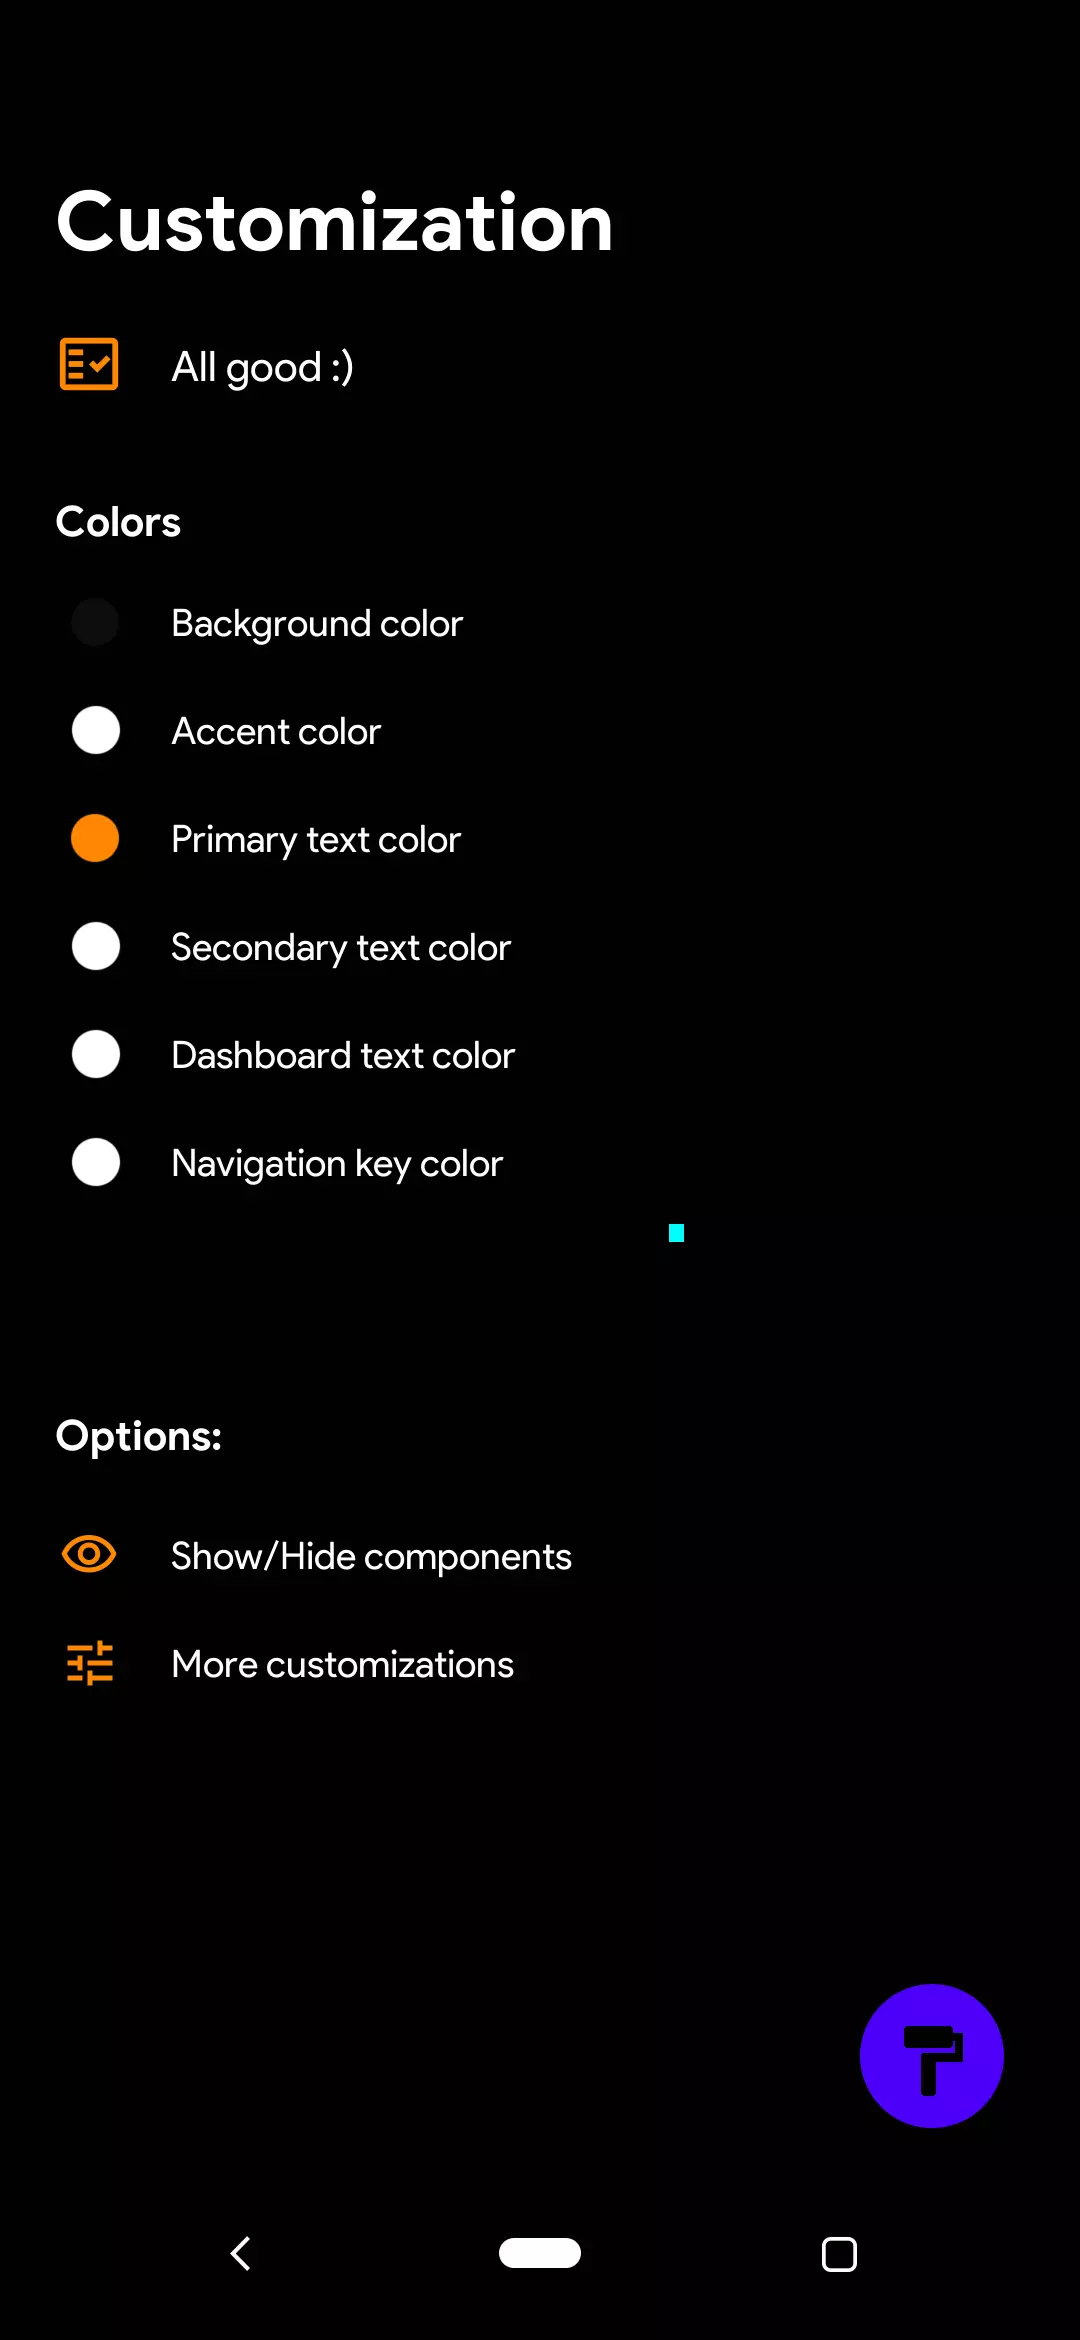 Customization
All good :)
Colors
Background color
Accent color
Primary text color
Secondary text color
Dashboard text color
Navigation key color
Options:
Show/Hide components
More customizations